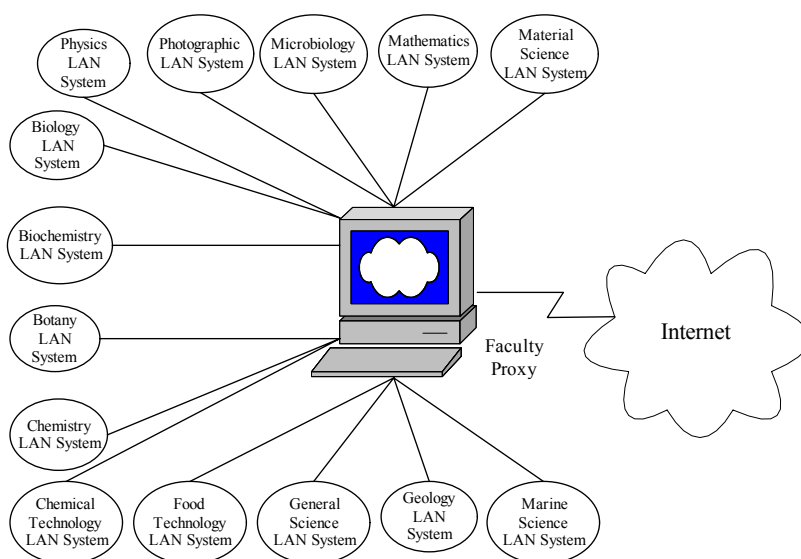 Physics
LAN
System
Photographic
LAN System
Microbiology
LAN System
Mathematics
LAN System
Material
Science
LAN System
Biology
LAN
System
Biochemistry
LAN System
Botany
LAN
System
Chemistry
LAN System
Chemical
Technology
LAN System
Food
Technology
LAN System
General
Science
LAN System
Geology
LAN
System
Marine
Science
LAN System
Faculty
Proxy
Internet